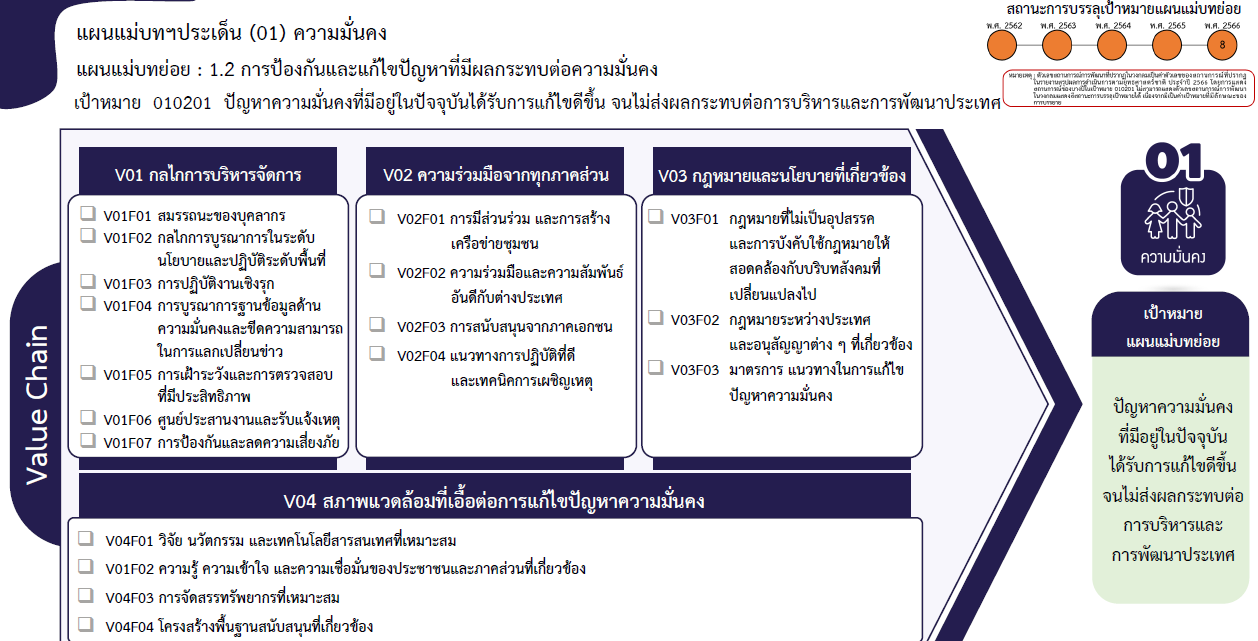 สถานะการบรรลุเป้าหมายแผนแม่บทย่อย
พ.ศ. 2562 พ.ศ. 2563 พ.ศ. 2564 พ.ศ. 2565 พ.ศ. 2566
8
แผนแม่บทฯประเด็น (01) ความมั่นคง
แผนแม่บทย่อย : 1.2 การป้องกันและแก้ไขปัญหาที่มีผลกระทบต่อความมั่นคง
เป้าหมาย 010201 ปัญหาความมั่นคงที่มีอยู่ในปัจจุบันได้รับการแก้ไขดีขึ้น จนไม่ส่งผลกระทบต่อการบริหารและการพัฒนาประเทศ
Value Chain
V01 กลไกการบริหารจัดการ
V01F01 สมรรถนะของบุคลากร
V01F02 กลไกการบูรณาการในระดับ
นโยบายและปฏิบัติระดับพื้นที่
V01F03 การปฏิบัติงานเชิงรุก
V01F04 การบูรณาการฐานข้อมูลด้าน
ความมั่นคงและขีดความสามารถ
ในการแลกเปลี่ยนข่าว
V01F05 การเฝ้าระวังและการตรวจสอบ
ที่มีประสิทธิภาพ
V01F06 ศูนย์ประสานงานและรับแจ้งเหตุ
V01F07 การป้องกันและลดความเสี่ยงภัย
V02 ความร่วมมือจากทุกภาคส่วน
V02F01 การมีส่วนร่วม และการสร้าง
เครือข่ายชุมชน
V02F02 ความร่วมมือและความสัมพันธ์
อันดีกับต่างประเทศ
V02F03 การสนับสนุนจากภาคเอกชน
V02F04 แนวทางการปฏิบัติที่ดี
และเทคนิคการเผชิญเหตุ
V03 กฎหมายและนโยบายที่เกี่ยวข้อง
V03F01 กฎหมายที่ไม่เป็นอุปสรรค
และการบังคับใช้กฎหมายให้
สอดคล้องกับบริบทสังคมที่
เปลี่ยนแปลงไป
V03F02 กฎหมายระหว่างประเทศ
และอนุสัญญาต่าง ๆ ที่เกี่ยวข้อง
V03F03 มาตรการ แนวทางในการแก้ไข
ปัญหาความมั่นคง
V04 สภาพแวดล้อมที่เอื้อต่อการแก้ไขปัญหาความมั่นคง
V04F01 วิจัย นวัตกรรม และเทคโนโลยีสารสนเทศที่เหมาะสม
V01F02 ความรู้ ความเข้าใจ และความเชื่อมั่นของประชาชนและภาคส่วนที่เกี่ยวข้อง
V04F03 การจัดสรรทรัพยากรที่เหมาะสม
V04F04 โครงสร้างพื้นฐานสนับสนุนที่เกี่ยวข้อง
01
ความมั่นคง
เป้าหมาย
แผนแม่บทย่อย
ปัญหาความมั่นคง
ที่มีอยู่ในปัจจุบัน
ได้รับการแก้ไขดีขึ้น
จนไม่ส่งผลกระทบต่อ
การบริหารและ
การพัฒนาประเทศ